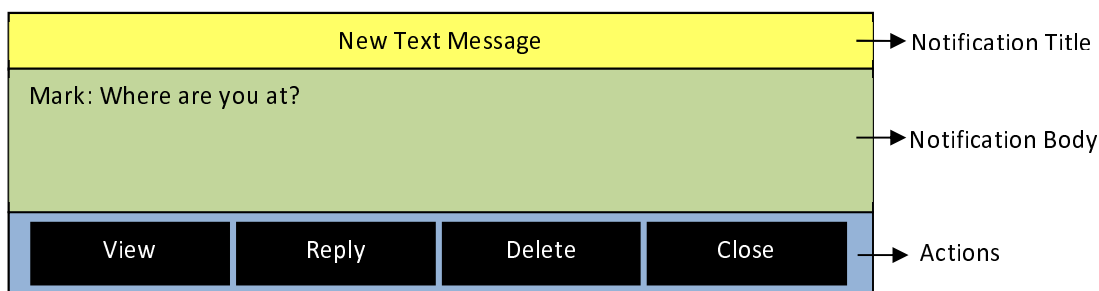 New Text Message
Notification Title
Mark: Where are you at?
Notification Body
View Reply Delete Close
Actions